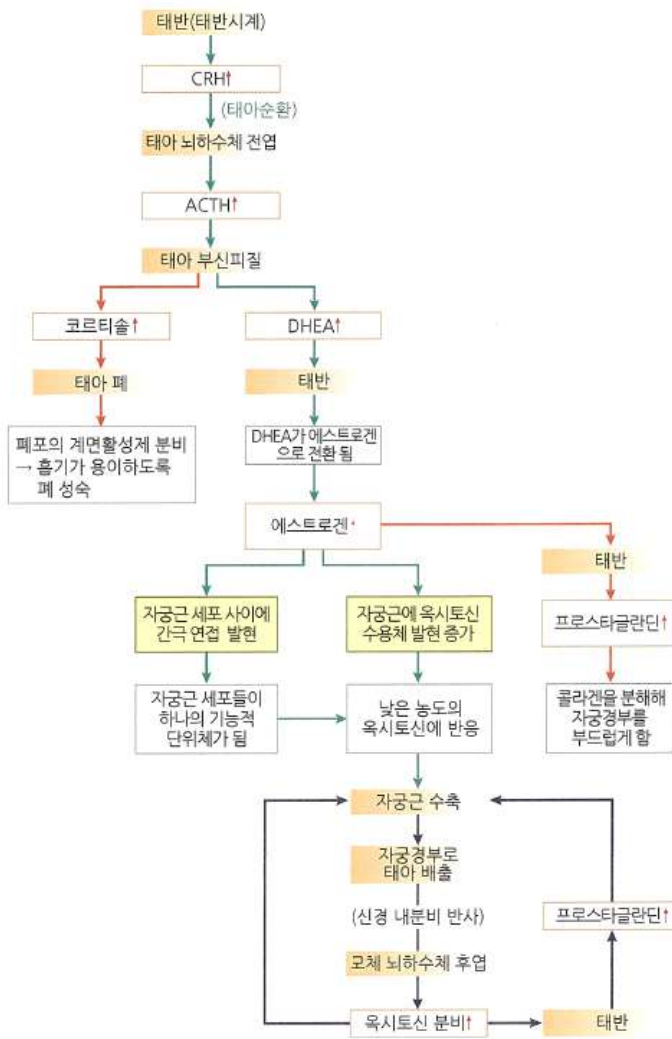 태반(태반시계)
CRH↑
(태아순환)
태아 뇌하수체 전엽
ACTH↑
태아 부신피질
코르티솔↑
DHEA↑
태아 폐
태반
폐포의 계면활성제 분비
→ 흡기가 용이하도록
폐 성숙
DHEA가 에스트로겐
으로 전환 됨
에스트로겐↑
태반
자궁근 세포 사이에
간극 연접 발현
자궁근에 옥시토신
수용체 발현 증가
프로스타글란딘↑
자궁근 세포들이
하나의 기능적
단위체가 됨
낮은 농도의
옥시토신에 반응
콜라겐을 분해해
자궁경부를
부드럽게 함
자궁근 수축
자궁경부로
태아 배출
(신경 내분비 반사)
프로스타글란딘↑
모체 뇌하수체 후엽
옥시토신 분비↑
태반